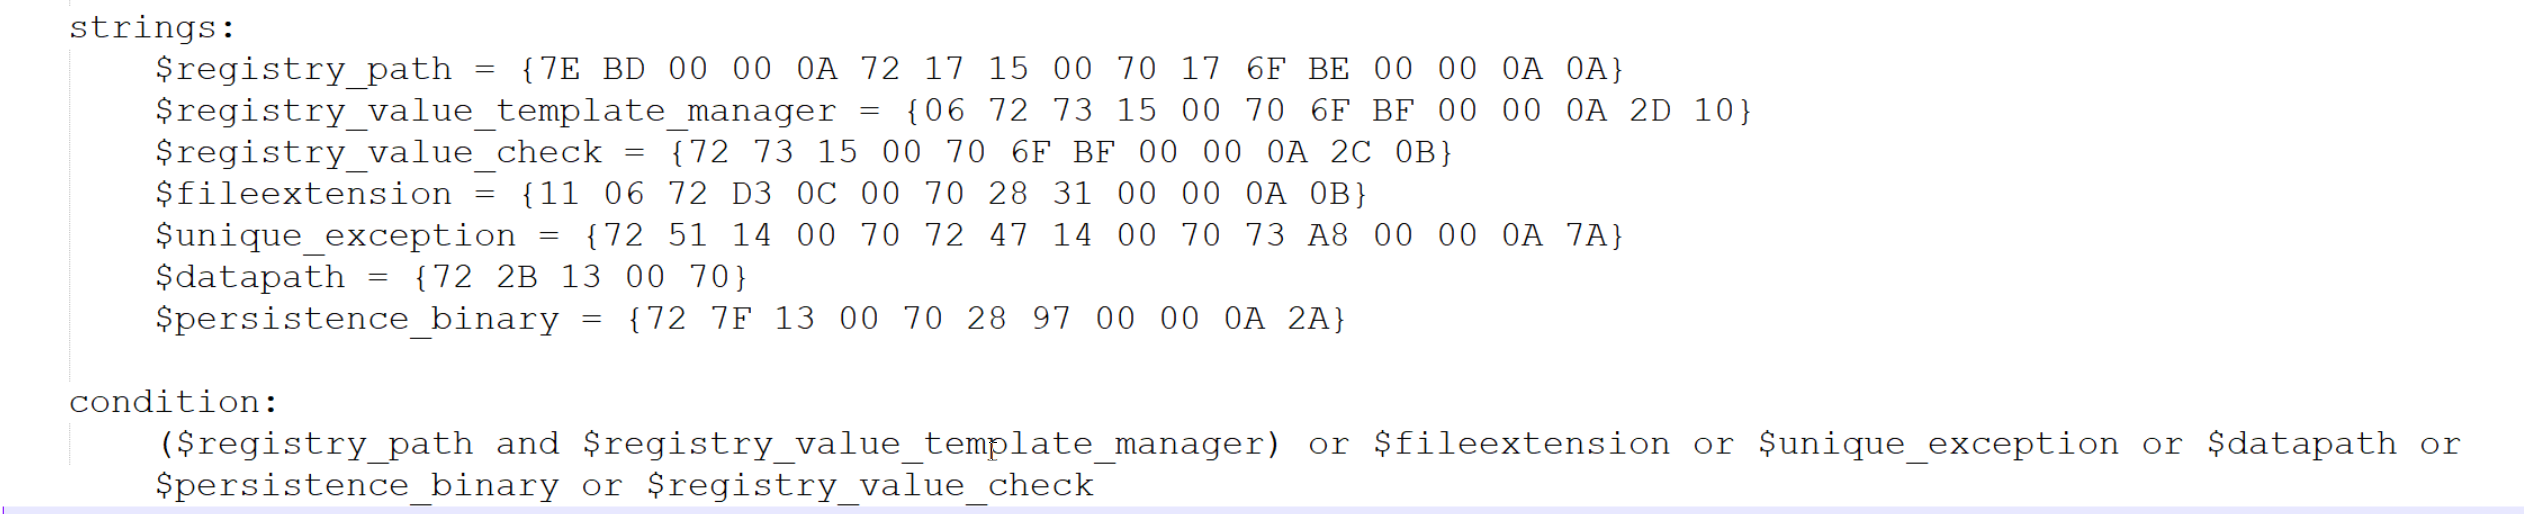 strings:
$registry_path = {7E BD 00 00 0A 72 17 15 00 70 17 6F BE 00 00 0A 0A}
$registry_value_template_manager = {06 72 73 15 00 70 6F BF 00 00 0A 2D 10}
$registry_value_check = {72 73 15 00 70 6F BF 00 00 0A 2C 0B}
$fileextension = {11 06 72 D3 0C 00 70 28 31 00 00 0A 0B}
$unique_exception = {72 51 14 00 70 72 47 14 00 70 73 A8 00 00 0A 7A}
$datapath = {72 2B 13 00 70}
$persistence_binary = {72 7F 13 00 70 28 97 00 00 0A 2A}
condition:
($registry_path and $registry_value_template_manager) or $fileextension or $unique_exception or $datapath or
$persistence_binary or $registry_value_check